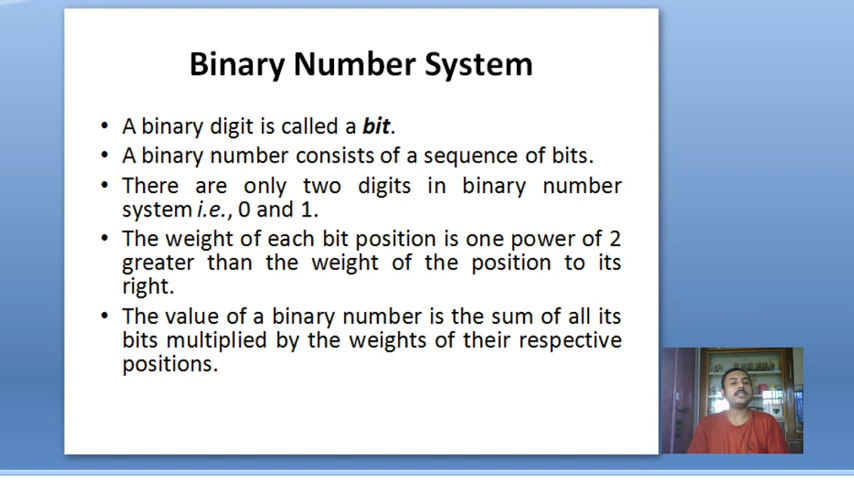 Binary Number System
• A binary digit is called a bit.
• A binary number consists of a sequence of bits.
• There are only two digits in binary number
system i.e., 0 and 1.
• The weight of each bit position is one power of 2
greater than the weight of the position to its
right.
• The value of a binary number is the sum of all its
bits multiplied by the weights of their respective
positions.